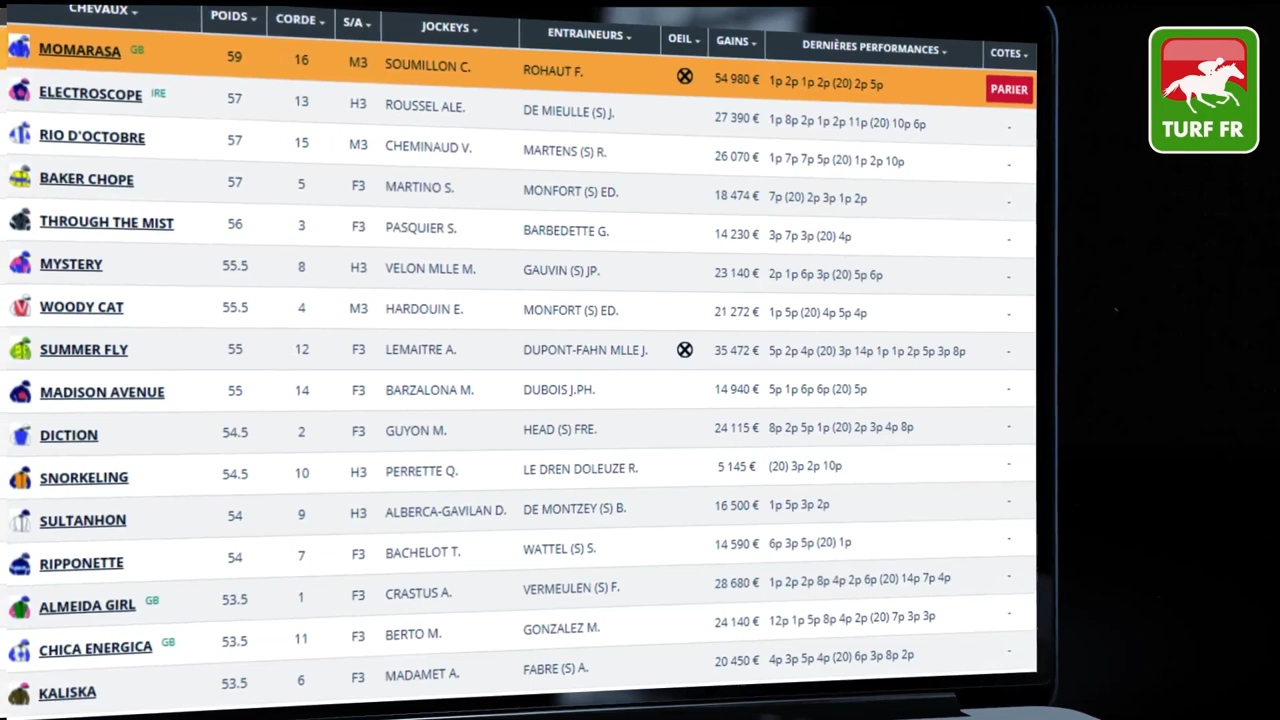 CHEVAUX POIDS CORDE S/A JOCKEYS ENTRAINEURS OEIL GAINS DERNIÈRES PERFORMANCES COTES
MOMARASA GB 59 16 M3 SOUMILLON C. ROHAUT F. 54 980 € 1p 2p 1p 2p (20) 2p 5p PARIER
ELECTROSCOPE IRE 57 13 H3 ROUSSEL ALE. DE MIEULLE (S) J. 27 390 € 1p 8p 2p 1p 2p 11p (20) 10p 6p -
RIO D'OCTOBRE 57 15 M3 CHEMINAUD V. MARTENS (S) R. 26 070 € 1p 7p 7p 5p (20) 1p 2p 10p -
BAKER CHOPE 57 5 F3 MARTINO S. MONFORT (S) ED. 18 474 € 7p (20) 2p 3p 1p 2p -
THROUGH THE MIST 56 3 F3 PASQUIER S. BARBEDETTE G. 14 230 € 3p 7p 3p (20) 4p -
MYSTERY 55.5 8 H3 VELON MLLE M. GAUVIN (S) JP. 23 140 € 2p 1p 6p 3p (20) 5p 6p -
WOODY CAT 55.5 4 M3 HARDOUIN E. MONFORT (S) ED. 21 272 € 1p 5p (20) 4p 5p 4p -
SUMMER FLY 55 12 F3 LEMAITRE A. DUPONT-FAHN MLLE J. 35 472 € 5p 2p 4p (20) 3p 14p 1p 1p 2p 5p 3p 8p -
MADISON AVENUE 55 14 F3 BARZALONA M. DUBOIS J.PH. 14 940 € 5p 1p 6p 6p (20) 5p -
DICTION 54.5 2 F3 GUYON M. HEAD (S) FRE. 24 115 € 8p 2p 5p 1p (20) 2p 3p 4p 8p -
SNORKELING 54.5 10 H3 PERRETTE Q. LE DREN DOLEUZE R. 5 145 € (20) 3p 2p 10p -
SULTANHON 54 9 H3 ALBERCA-GAVILAN D. DE MONTZEY (S) B. 16 500 € 1p 5p 3p 2p -
RIPPONETTE 54 7 F3 BACHELOT T. WATTEL (S) S. 14 590 € 6p 3p 5p (20) 1p -
ALMEIDA GIRL GB 53.5 1 F3 CRASTUS A. VERMEULEN (S) F. 28 680 € 1p 2p 2p 8p 4p 2p 6p (20) 14p 7p 4p -
CHICA ENERGICA GB 53.5 11 F3 BERTO M. GONZALEZ M. 24 140 € 12p 1p 5p 8p 4p 2p (20) 7p 3p 3p -
KALISKA 53.5 6 F3 MADAMET A. FABRE (S) A. 20 450 € 4p 3p 5p 4p (20) 6p 3p 8p 2p -
TURF FR